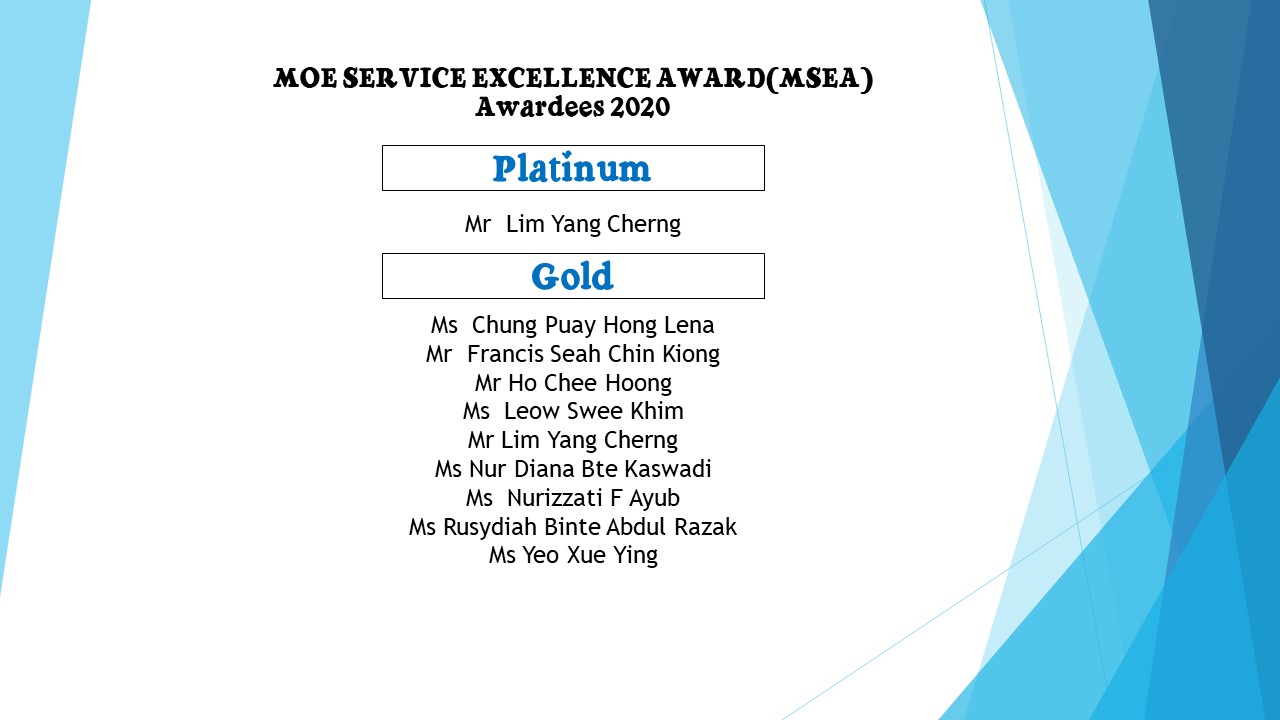 MOE SERVICE EXCELLENCE AWARD(MSEA)
Awardees 2020
Platinum
Mr  Lim Yang Cherng
Gold
Ms  Chung Puay Hong Lena
Mr  Francis Seah Chin Kiong
Mr Ho Chee Hoong
Ms  Leow Swee Khim
Mr Lim Yang Cherng
Ms Nur Diana Bte Kaswadi
Ms  Nurizzati F Ayub
Ms Rusydiah Binte Abdul Razak
Ms Yeo Xue Ying